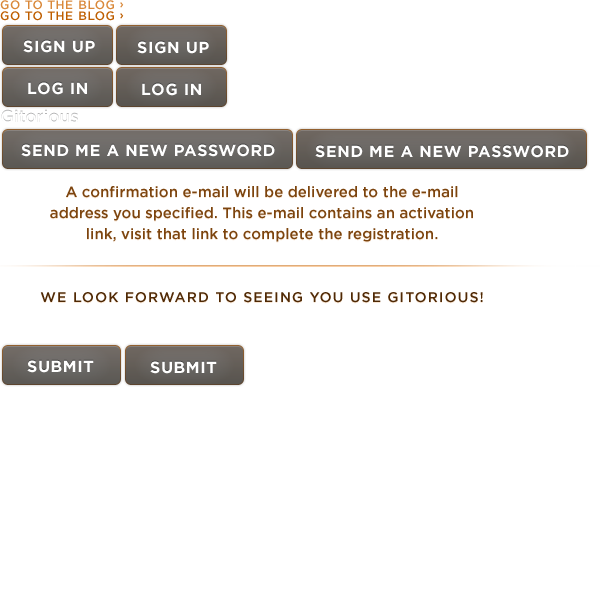 GO TO THE BLOG ›
GO TO THE BLOG ›
SIGN UP SIGN UP
LOG IN LOG IN
Gitorious
SEND ME A NEW PASSWORD SEND ME A NEW PASSWORD
A confirmation e-mail will be delivered to the e-mail
address you specified. This e-mail contains an activation
link, visit that link to complete the registration.
WE LOOK FORWARD TO SEEING YOU USE GITORIOUS!
SUBMIT SUBMIT